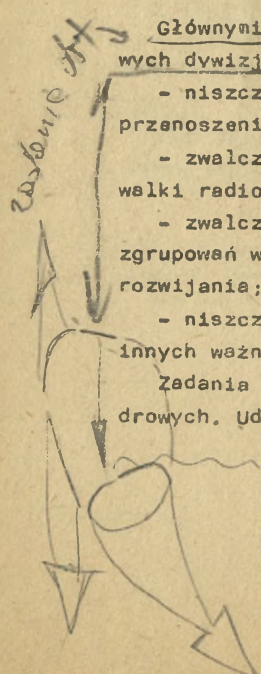 Głównymi
wych dywizj
- niszcz
przenoszeni
- zwalcz
walki radio
- zwalcz
zgrupowań w
rozwijania;
- niszcz
innych ważn
Zadania
drowych. Ud